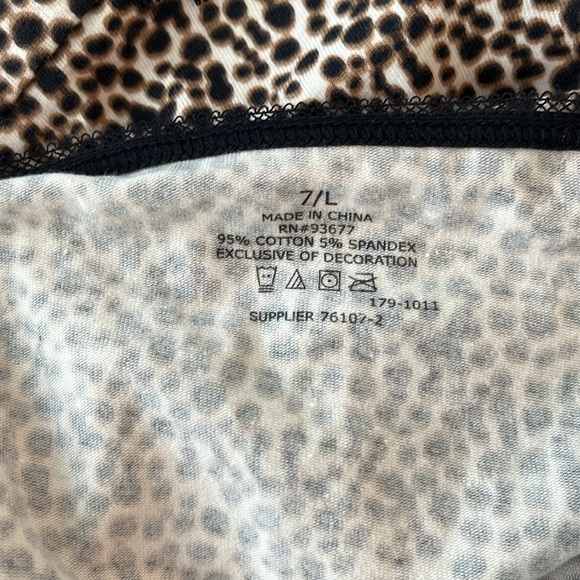 7/L
MADE IN CHINA
RN#93677
95% COTTON 5% SPANDEX
EXCLUSIVE OF DECORATION
179-1011
SUPPLIER 76107-2